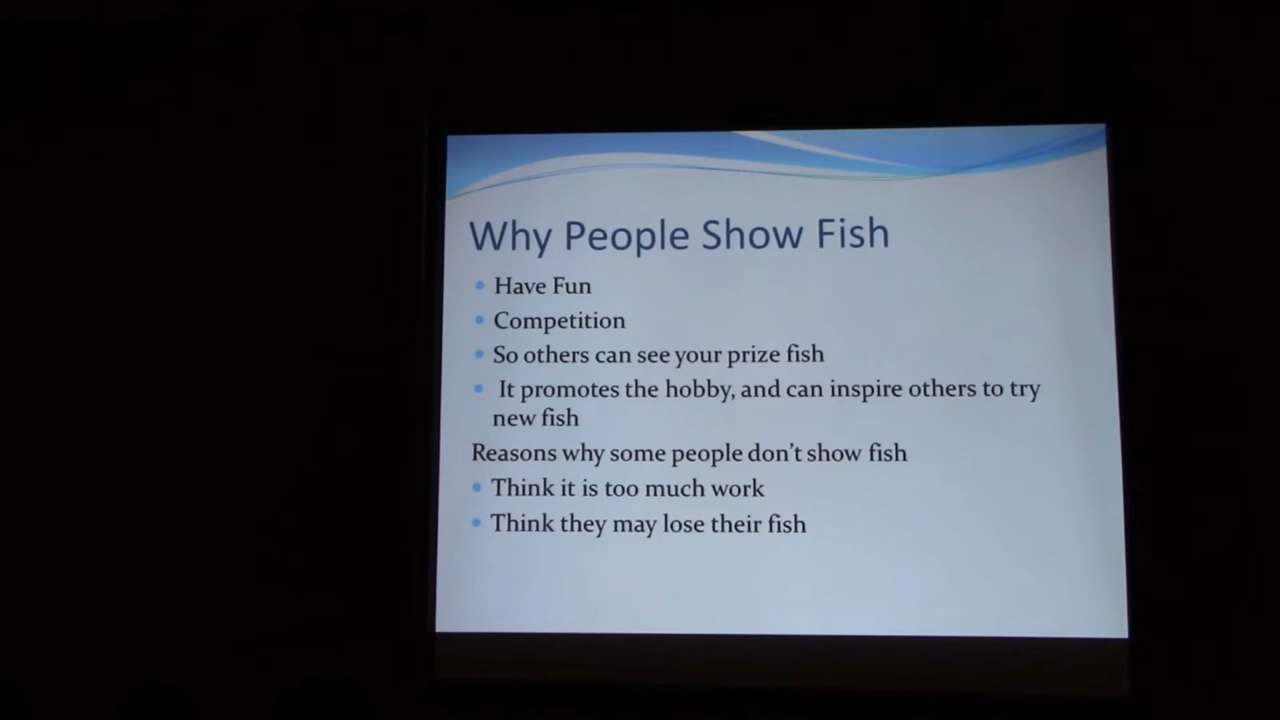 Why People Show Fish
• Have Fun
• Competition
• So others can see your prize fish
• It promotes the hobby, and can inspire others to try
new fish
Reasons why some people don't show fish
• Think it is too much work
• Think they may lose their fish